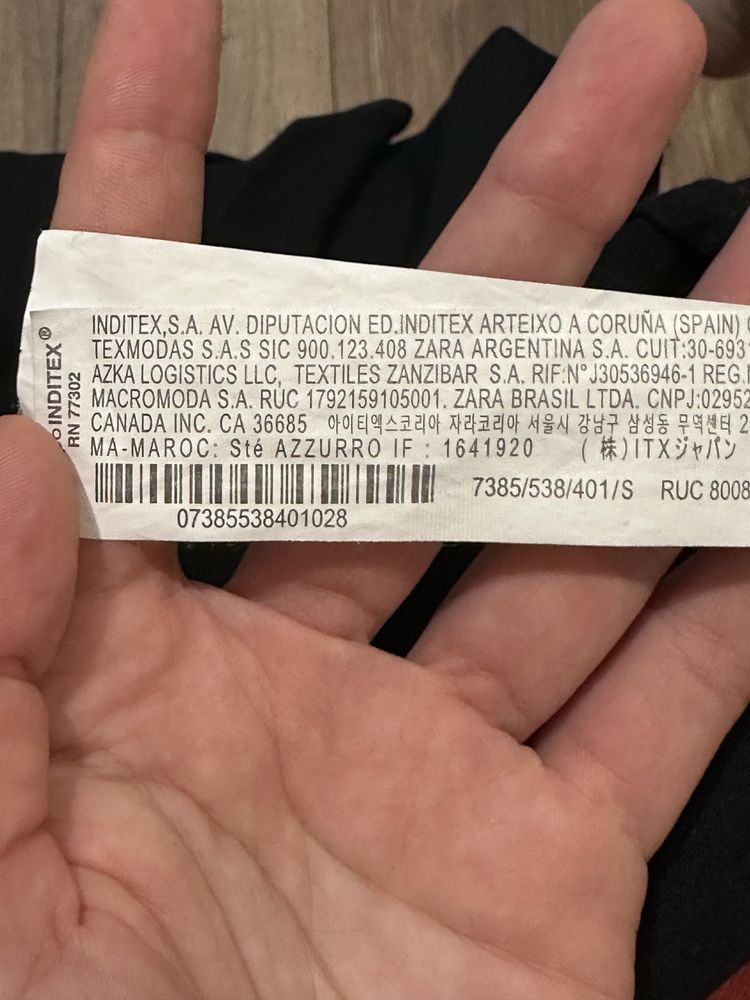 INDITEX,S.A. AV. DIPUTACION ED.INDITEX ARTEIXO A CORUÑA (SPAIN)
TEXMODAS S.A.S SIC 900.123.408 ZARA ARGENTINA S.A. CUIT:30-6931
AZKA LOGISTICS LLC, TEXTILES ZANZIBAR S.A. RIF:N°J30536946-1 REG.
MACROMODA S.A. RUC 1792159105001. ZARA BRASIL LTDA. CNPJ:02952
CANADA INC. CA 36685 아이티엑스코리아 자라코리아 서울시 강남구 삼성동 무역센타 2
MA-MAROC: Sté AZZURRO IF : 1641920 (株)ITXジャパン
7385/538/401/S RUC 8008
07385538401028
INDITEX®
RN 77302